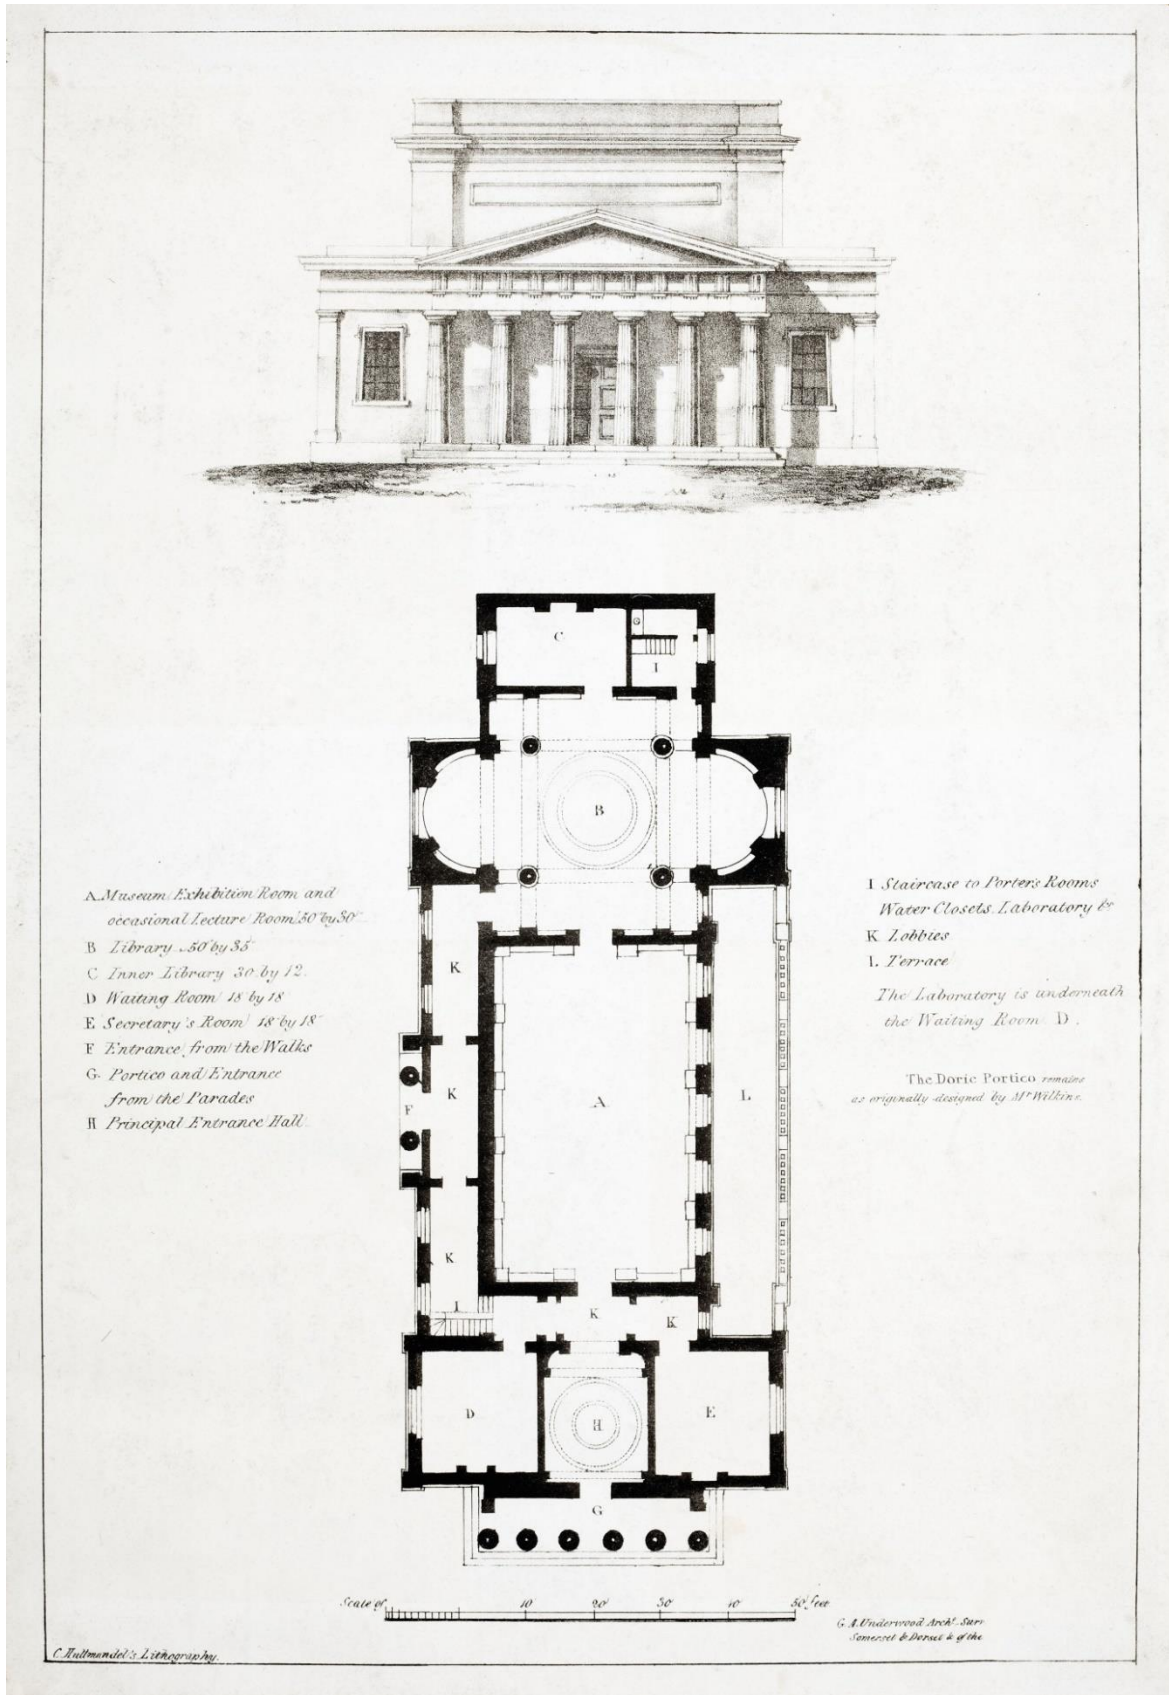 C
G
I
B
A. Museum Exhibition Room and
occasional Lecture Room 50 by 30
B Library 50 by 35
C Inner Library 30 by 12.
D Waiting Room 18 by 18
E Secretary's Room 18 by 18
F Entrance from the Walks
G. Portico and Entrance
from the Parades
H Principal Entrance Hall
I Staircase to Porter's Rooms
Water Closets. Laboratory &c
K Lobbies
L Terrace
The Laboratory is underneath
the Waiting Room D.
The Doric Portico remains
as originally designed by Mr Wilkins.
K
K
F
A
L
K
I
K
K
D
H
E
G
Scale of 10 20 30 40 50 feet
G. A. Underwood Archt. Surr
Somerset & Dorset & of the
C. Hullmandel's Lithography.